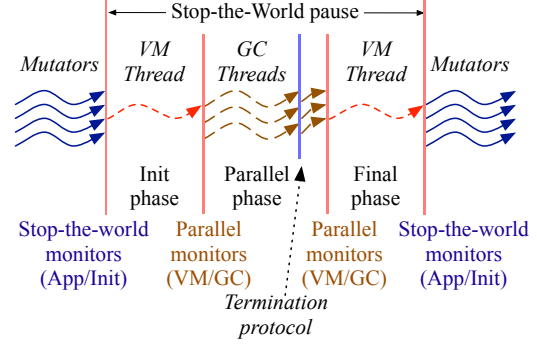 Stop-the-World pause
Mutators
VM
Thread
GC
Threads
VM
Thread
Mutators
Init
phase
Parallel
phase
Final
phase
Stop-the-world
monitors
(App/Init)
Parallel
monitors
(VM/GC)
Parallel
monitors
(VM/GC)
Stop-the-world
monitors
(App/Init)
Termination
protocol